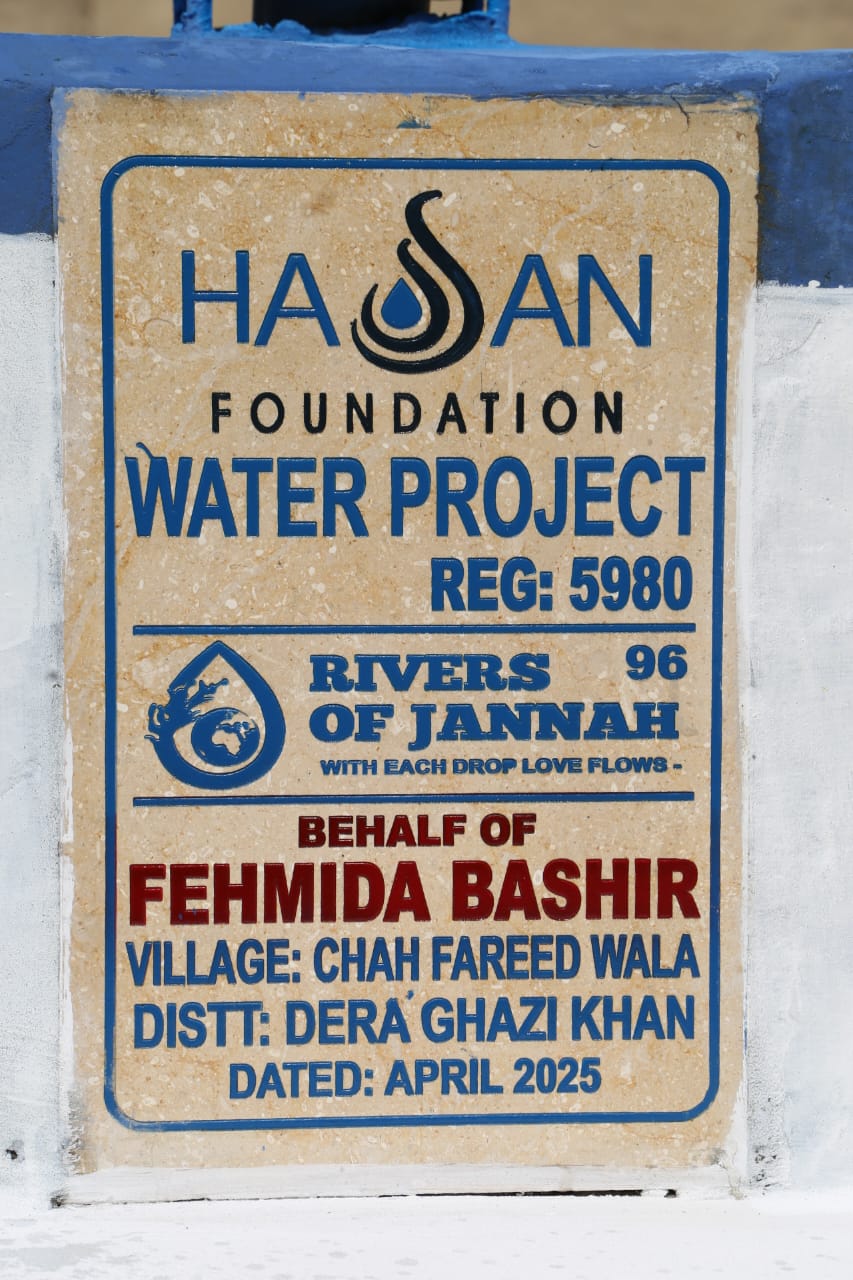 HASSAN
FOUNDATION
WATER PROJECT
REG: 5980
RIVERS 96
OF JANNAH
WITH EACH DROP LOVE FLOWS -
BEHALF OF
FEHMIDA BASHIR
VILLAGE: CHAH FAREED WALA
DISTT: DERA GHAZI KHAN
DATED: APRIL 2025